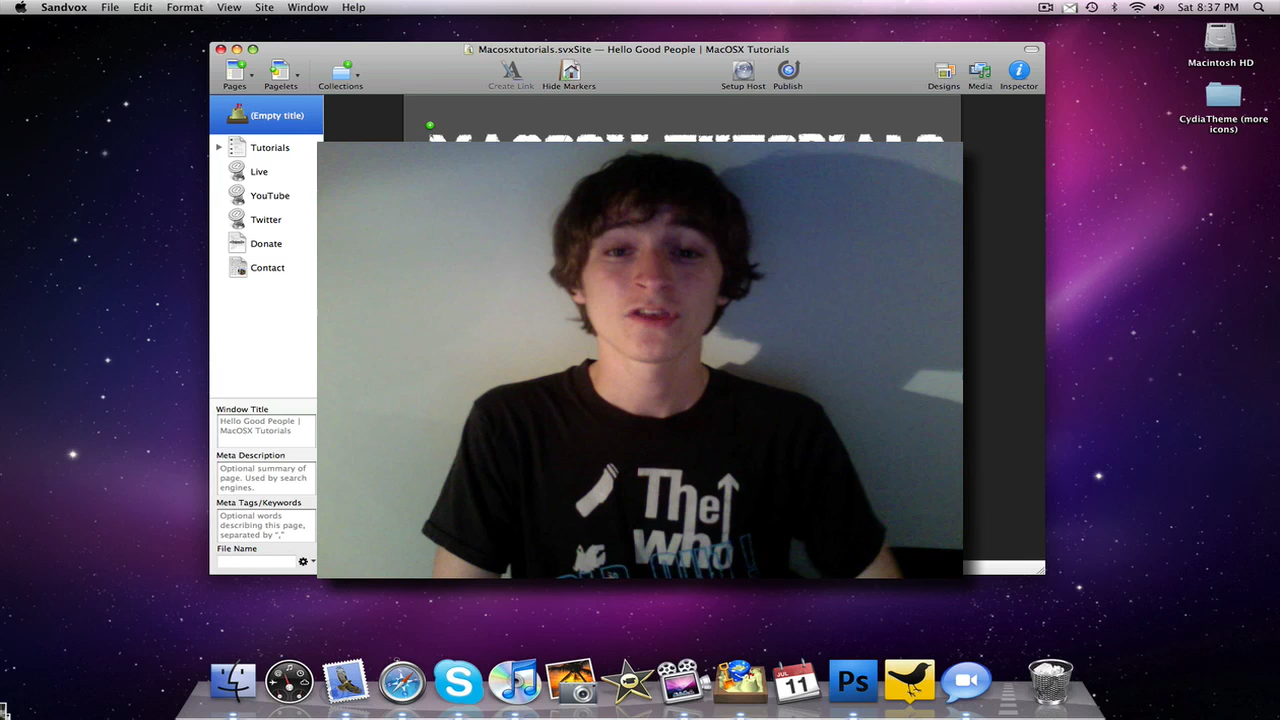 Sandvox File Edit Format View Site Window Help Sat 8:37 PM
Macosxtutorials.svxSite — Hello Good People | MacOSX Tutorials
Pages Pagelets Collections Create Link Hide Markers Setup Host Publish Designs Media Inspector
Macintosh HD
CydiaTheme (more
icons)
(Empty title)
MACOSX TUTORIALS
Tutorials
Live
YouTube
Twitter
Donate
Contact
Window Title
Hello Good People |
MacOSX Tutorials
Meta Description
Optional summary of
page. Used by search
engines.
Meta Tags/Keywords
Optional words
describing this page,
separated by “,”
File Name
The
who
JUL
11
Ps